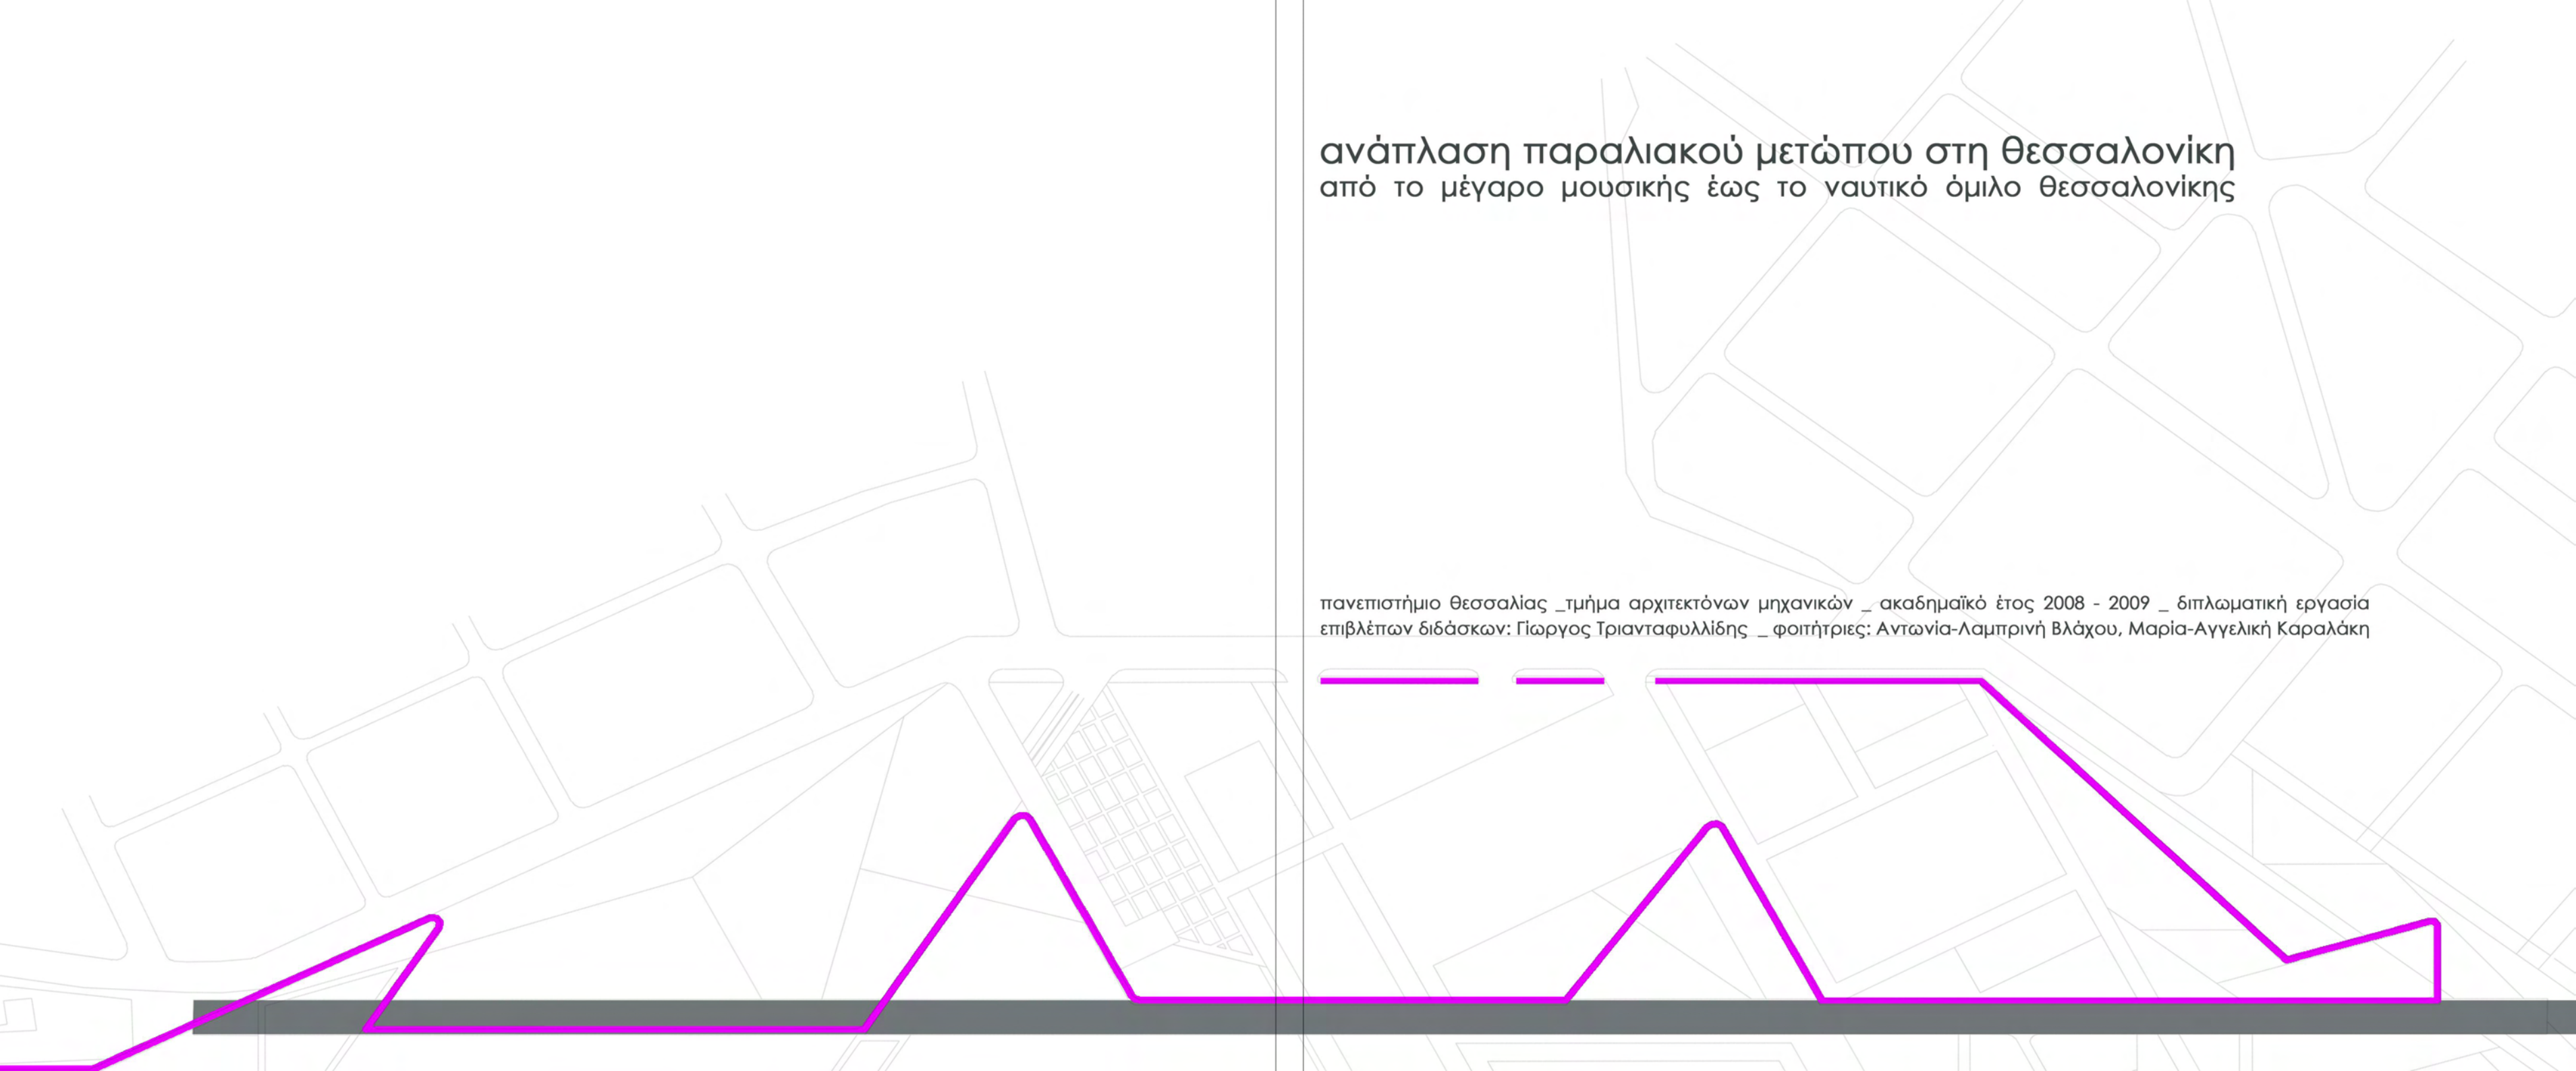 ανάπλαση παραλιακού μετώπου στη θεσσαλονίκη
από το μέγαρο μουσικής έως το ναυτικό όμιλο θεσσαλονίκης
πανεπιστήμιο θεσσαλίας _τμήμα αρχιτεκτόνων μηχανικών _ ακαδημαϊκό έτος 2008 - 2009 _ διπλωματική εργασία
επιβλέπων διδάσκων: Γίωργος Τριανταφυλλίδης _ φοιτήτριες: Αντωνία-Λαμπρινή Βλάχου, Μαρία-Αγγελική Καραλάκη